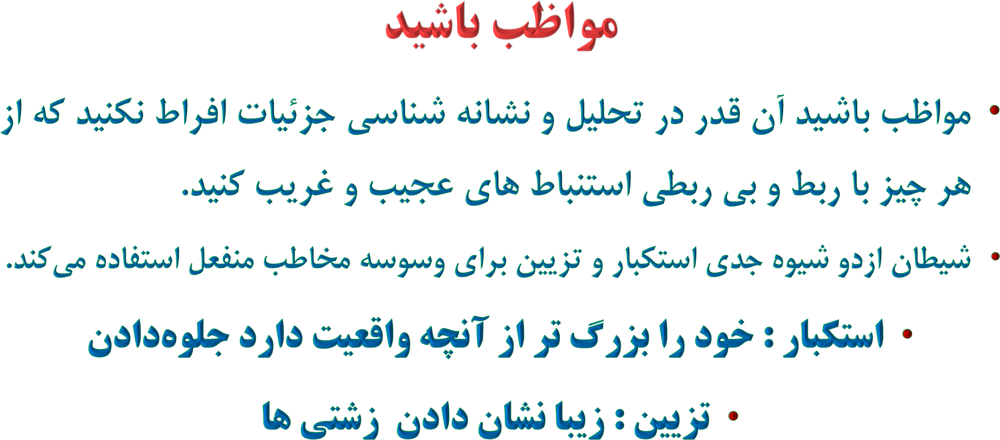 مواظب باشید
• مواظب باشید آن قدر در تحلیل و نشانه شناسی جزئیات افراط نکنید که از
هر چیز با ربط و بی ربطی استنباط های عجیب و غریب کنید.
• شیطان ازدو شیوه جدی استکبار و تزیین برای وسوسه مخاطب منفعل استفاده می‌کند.
• استکبار : خود را بزرگ تر از آنچه واقعیت دارد جلوه‌دادن
• تزیین : زیبا نشان دادن زشتی ها